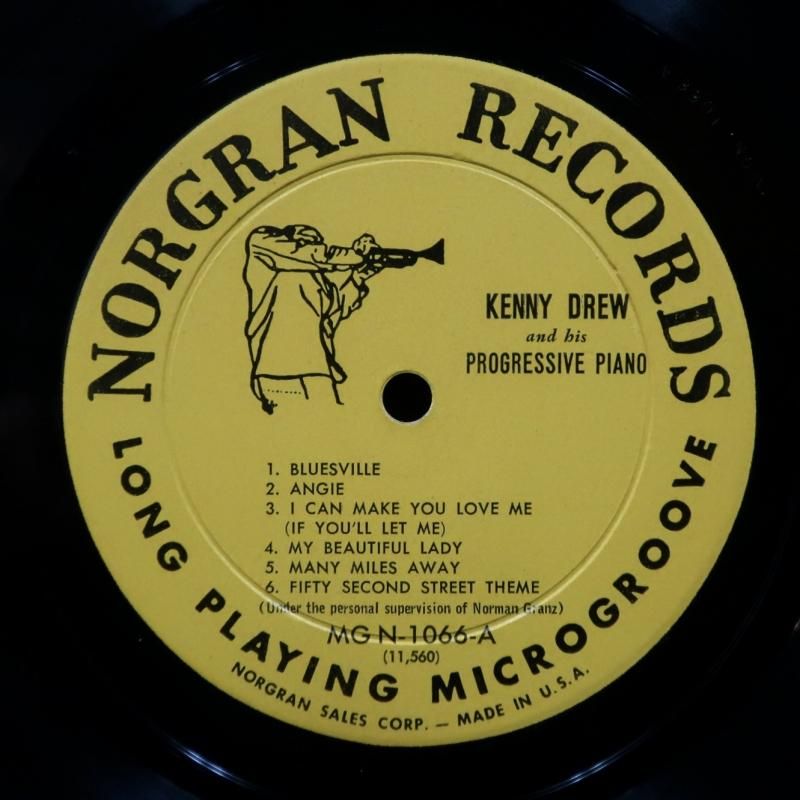 NORGRAN RECORDS
KENNY DREW
and his
PROGRESSIVE PIANO
1. BLUESVILLE
2. ANGIE
3. I CAN MAKE YOU LOVE ME
(IF YOU'LL LET ME)
4. MY BEAUTIFUL LADY
5. MANY MILES AWAY
6. FIFTY SECOND STREET THEME
(Under the personal supervision of Norman Granz)
MG N-1066-A
(11,560)
LONG PLAYING MICROGROOVE
NORGRAN SALES CORP. — MADE IN U.S.A.